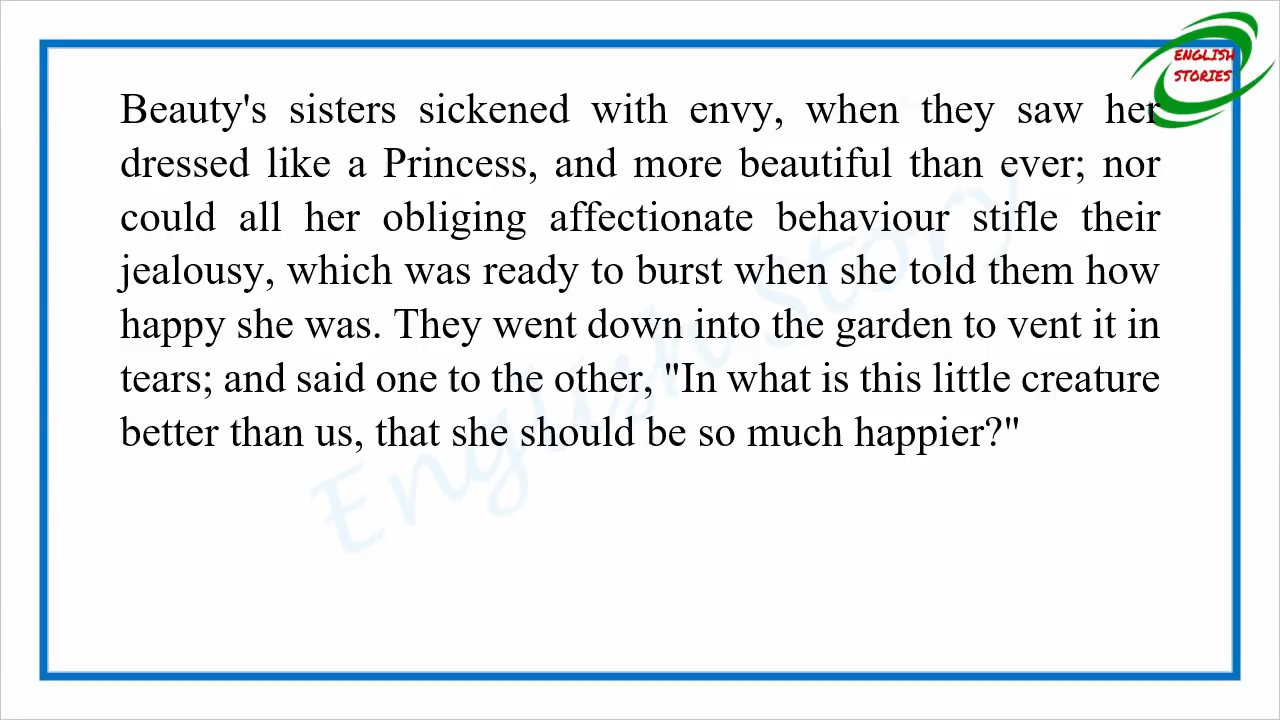 ENGLISH
STORIES
Beauty's sisters sickened with envy, when they saw her
dressed like a Princess, and more beautiful than ever; nor
could all her obliging affectionate behaviour stifle their
jealousy, which was ready to burst when she told them how
happy she was. They went down into the garden to vent it in
tears; and said one to the other, "In what is this little creature
better than us, that she should be so much happier?"
English Story